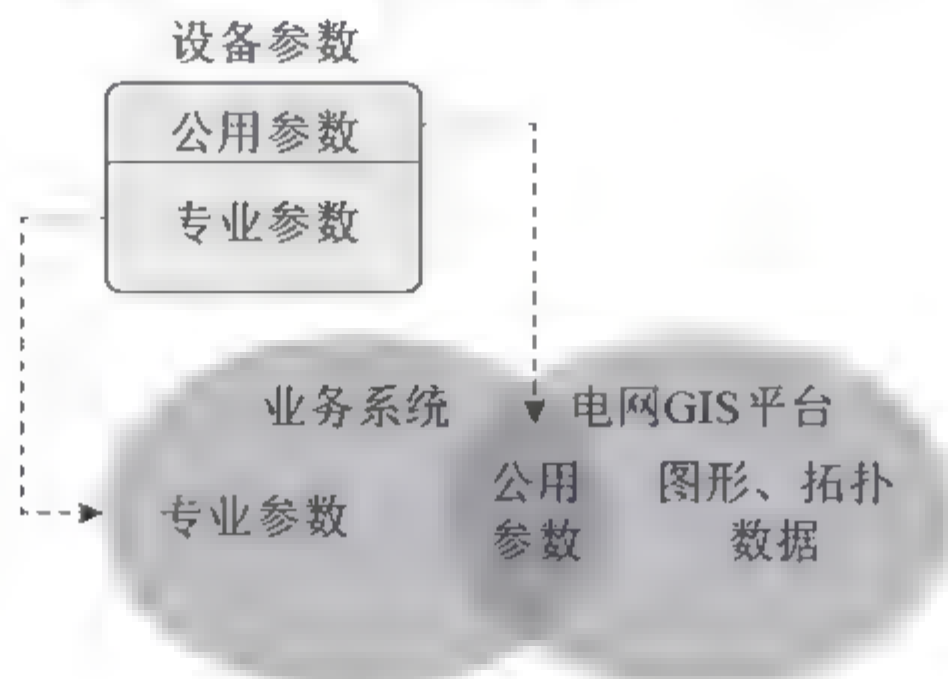 设备参数
公用参数
专业参数
业务系统
电网GIS平台
专业参数
公用
参数
图形、拓扑
数据